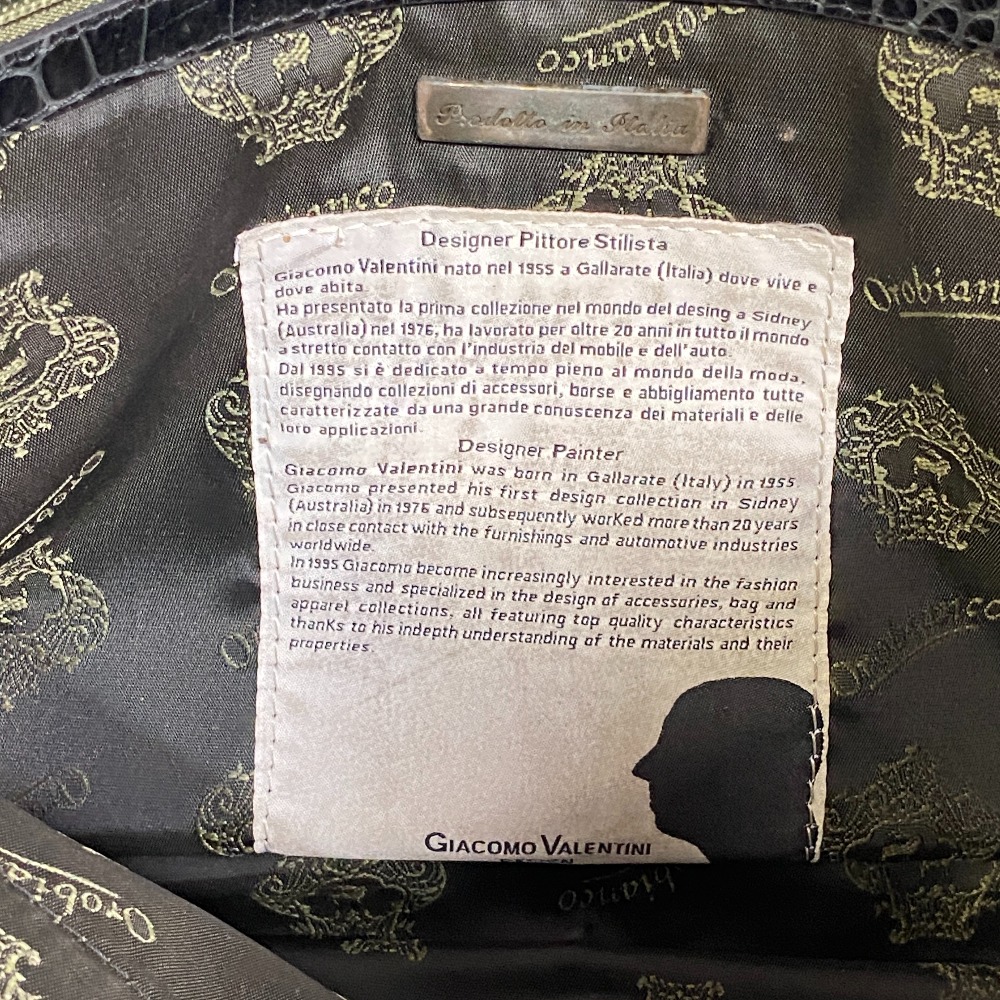 Orobianco
Prodotto in Italia
Orobianco
Designer Pittore Stilista
Giacomo Valentini nato nel 1955 a Gallarate (Italia) dove vive e
dove abita.
Ha presentato la prima collezione nel mondo del desing a Sidney
(Australia) nel 1976, ha lavorato per oltre 20 anni in tutto il mondo
a stretto contatto con l'industria del mobile e dell'auto.
Dal 1995 si è dedicato a tempo pieno al mondo della moda,
disegnando collezioni di accessori, borse e abbigliamento tutte
caratterizzate da una grande conoscenza dei materiali e delle
loro applicazioni.
Designer Painter
Giacomo Valentini was born in Gallarate (Italy) in 1955
Giacomo presented his first design collection in Sidney
(Australia) in 1976 and subsequently worked more than 20 years
in close contact with the furnishings and automotive industries
worldwide.
In 1995 Giacomo become increasingly interested in the fashion
business and specialized in the design of accessories, bag and
apparel collections, all featuring top quality characteristics
thanks to his indepth understanding of the materials and their
properties.
GIACOMO VALENTINI
Orobianco